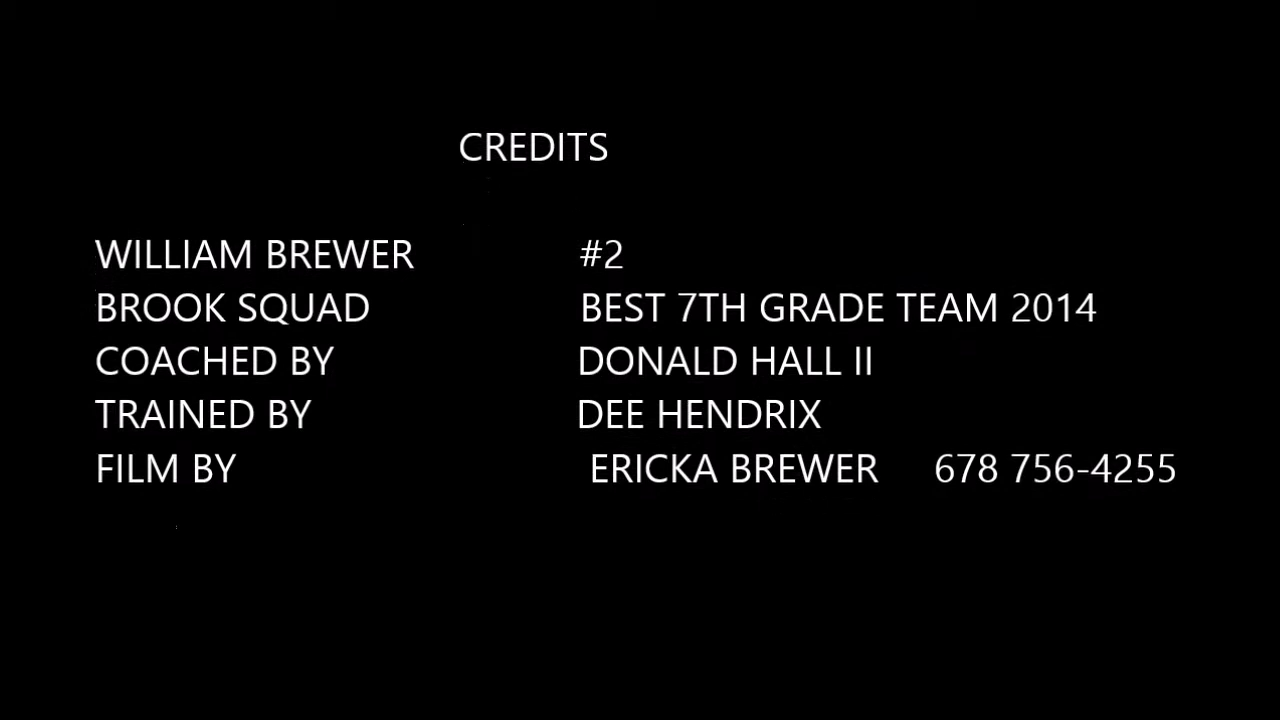 CREDITS
WILLIAM BREWER #2
BROOK SQUAD BEST 7TH GRADE TEAM 2014
COACHED BY DONALD HALL II
TRAINED BY DEE HENDRIX
FILM BY ERICKA BREWER 678 756-4255